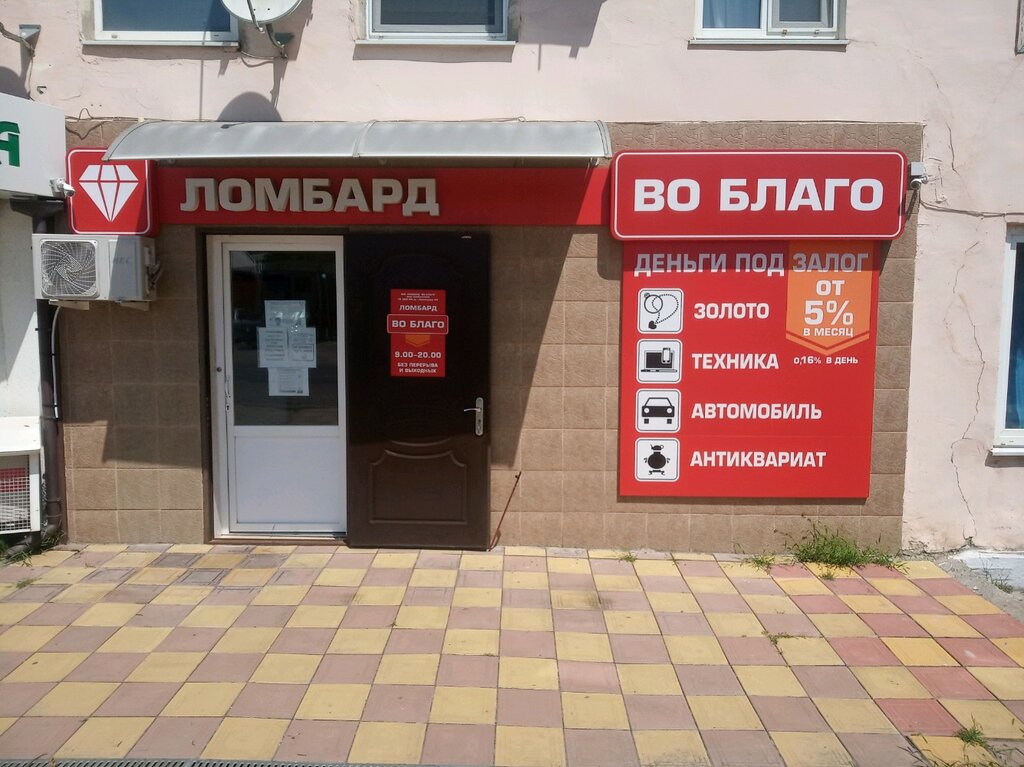 ЛОМБАРД
ВО БЛАГО
ДЕНЬГИ ПОД ЗАЛОГ
ОТ
5%
В МЕСЯЦ
0,16% В ДЕНЬ
ЗОЛОТО
ТЕХНИКА
АВТОМОБИЛЬ
АНТИКВАРИАТ
ЛОМБАРД
ВО БЛАГО
9.00-20.00
БЕЗ ПЕРЕРЫВА
И ВЫХОДНЫХ